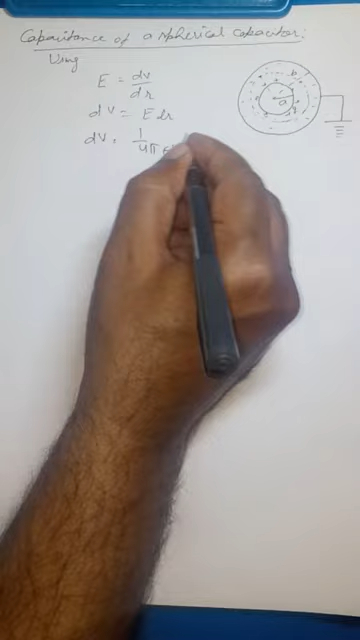 Capacitance of a spherical capacitor:
Using
E = dv/dr
dv = E dr
dv = 1/4π
b
a